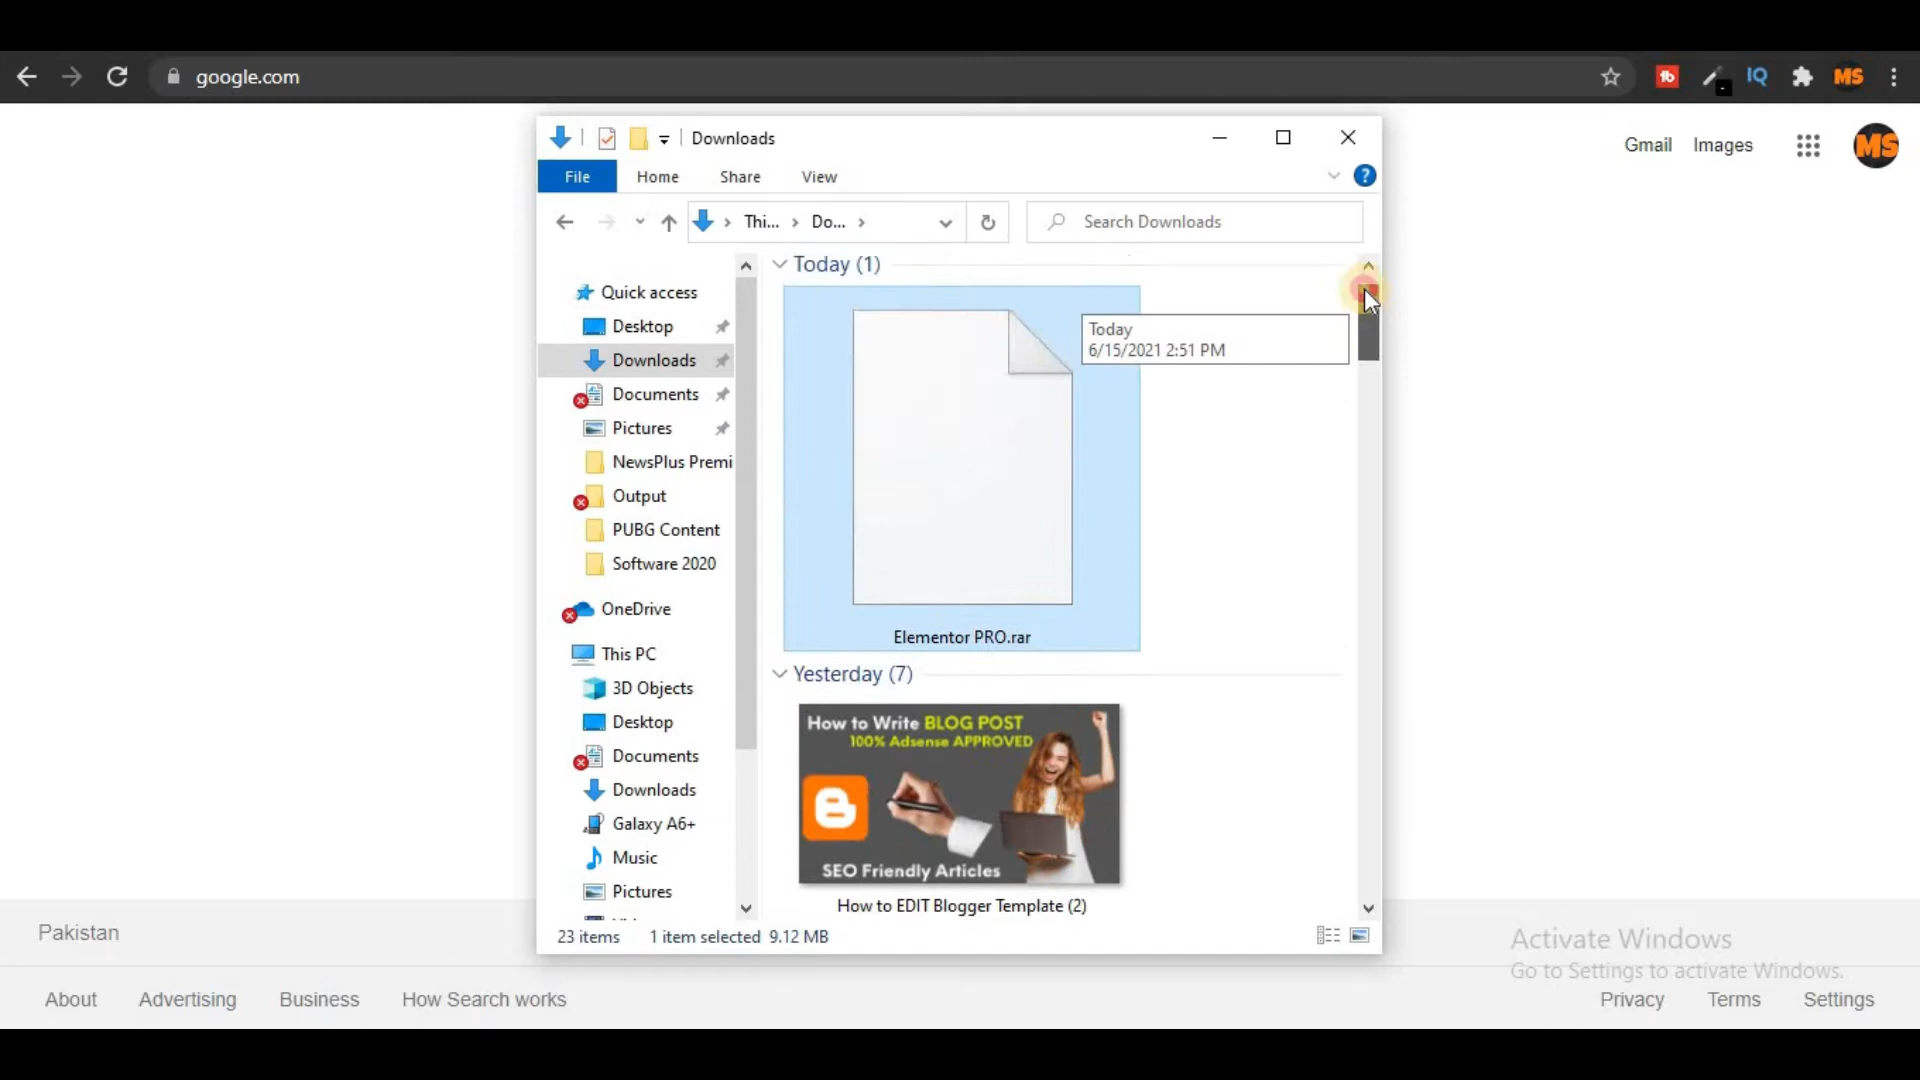 google.com
IQ
MS
Gmail
Images
MS
Downloads
File
Home
Share
View
Thi...
Do...
Search Downloads
Quick access
Desktop
Downloads
Documents
Pictures
NewsPlus Premi
Output
PUBG Content
Software 2020
OneDrive
This PC
3D Objects
Desktop
Documents
Downloads
Galaxy A6+
Music
Pictures
Today (1)
Today
6/15/2021 2:51 PM
Elementor PRO.rar
Yesterday (7)
How to Write BLOG POST
100% Adsense APPROVED
SEO Friendly Articles
How to EDIT Blogger Template (2)
23 items
1 item selected 9.12 MB
Activate Windows
Go to Settings to activate Windows.
Pakistan
About
Advertising
Business
How Search works
Privacy
Terms
Settings